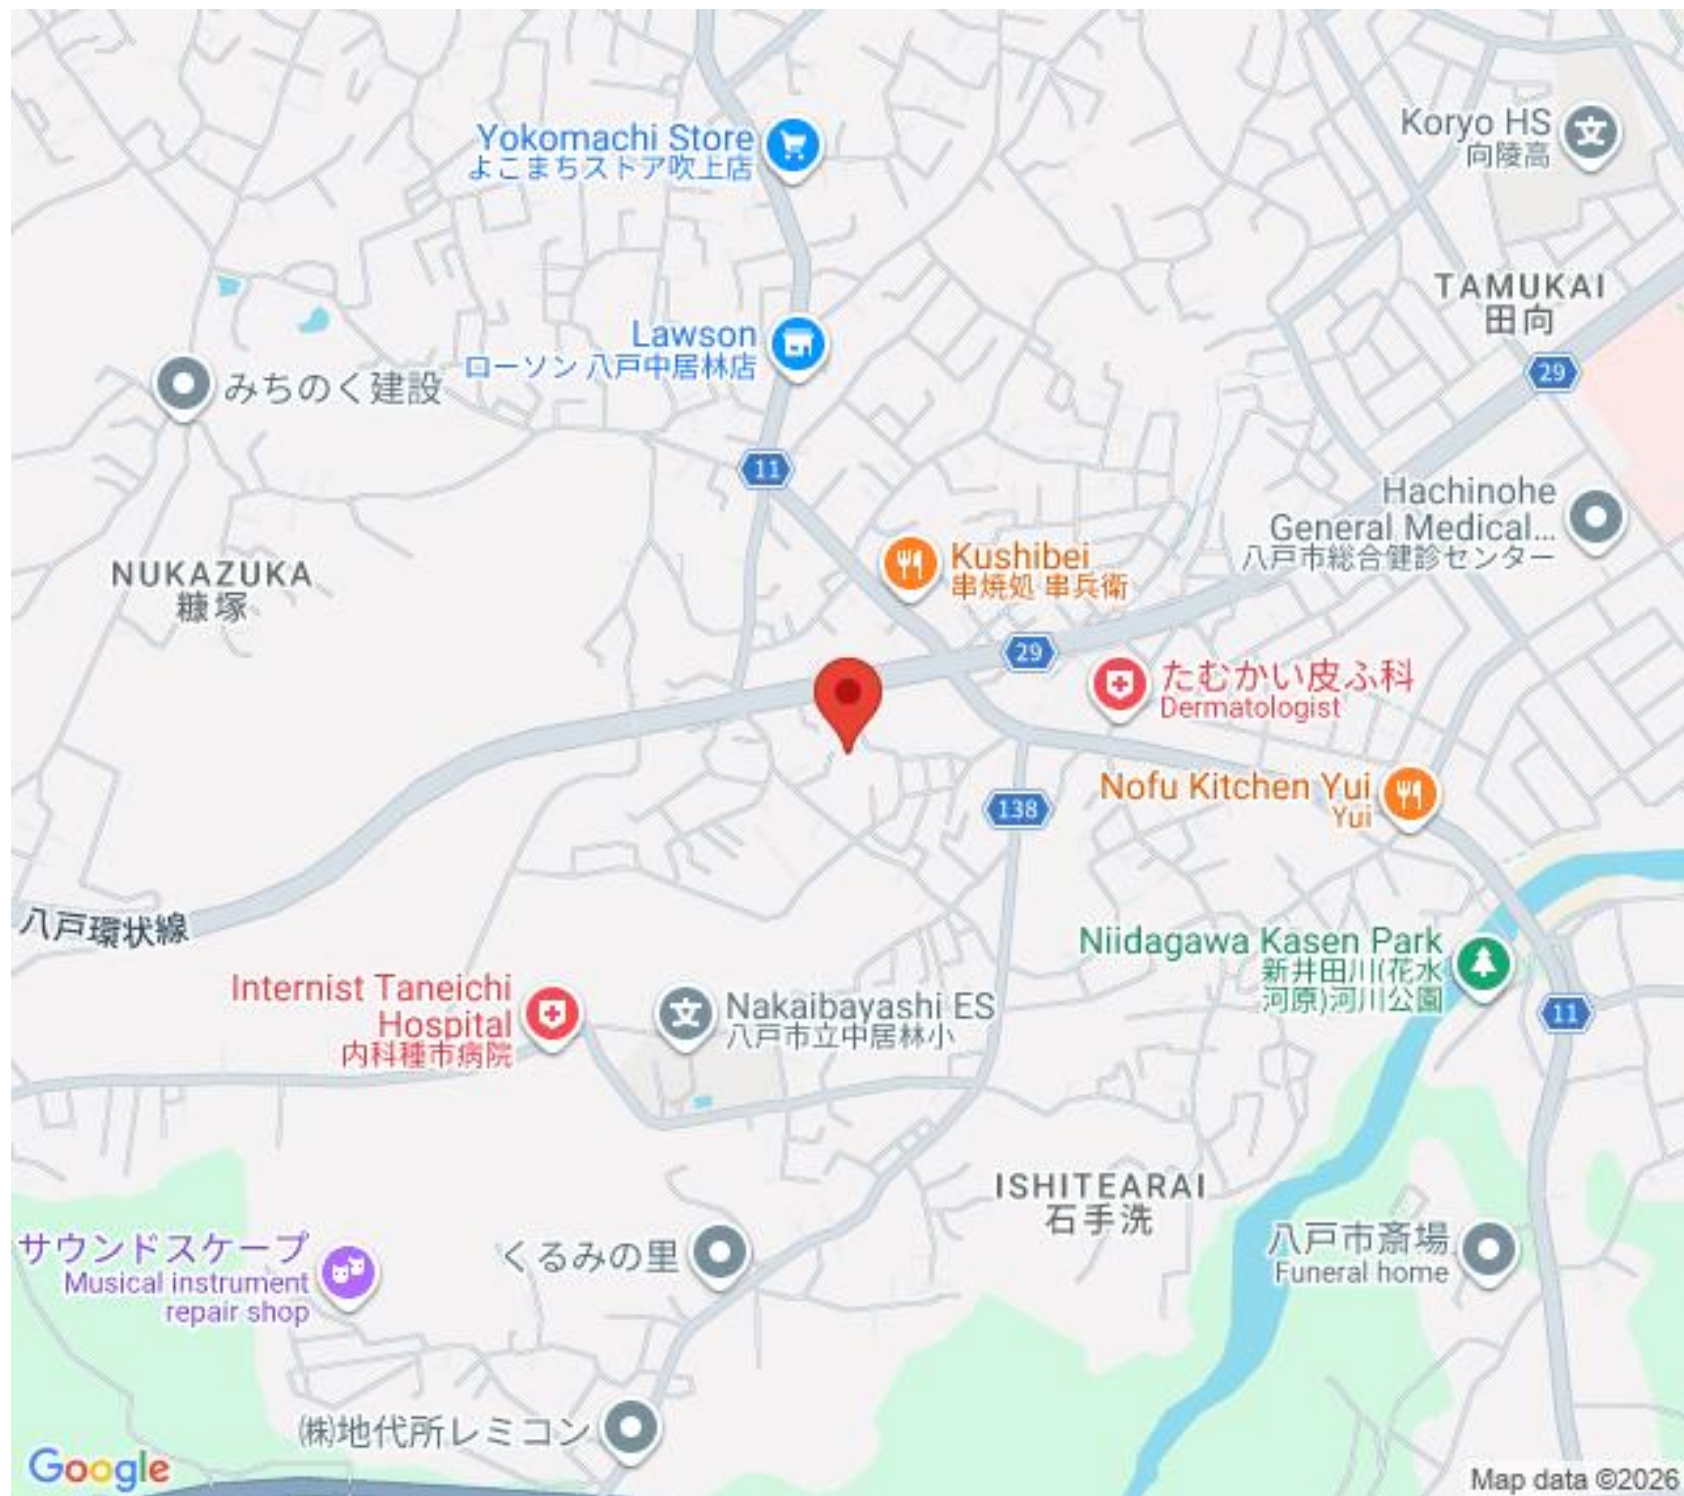 Yokomachi Store
よこまちストア吹上店
Koryo HS
向陵高
TAMUKAI
田向
Lawson
ローソン 八戸中居林店
29
みちのく建設
11
Hachinohe
General Medical...
八戸市総合健診センター
Kushibei
串焼処 串兵衛
NUKAZUKA
糠塚
29
たむかい皮ふ科
Dermatologist
Nofu Kitchen Yui
Yui
138
八戸環状線
Niidagawa Kasen Park
新井田川(花水
河原)河川公園
Internist Taneichi
Hospital
内科種市病院
Nakaibayashi ES
八戸市立中居林小
11
ISHITEARAI
石手洗
サウンドスケープ
Musical instrument
repair shop
くるみの里
八戸市斎場
Funeral home
㈱地代所レミコン
Google
Map data ©2026